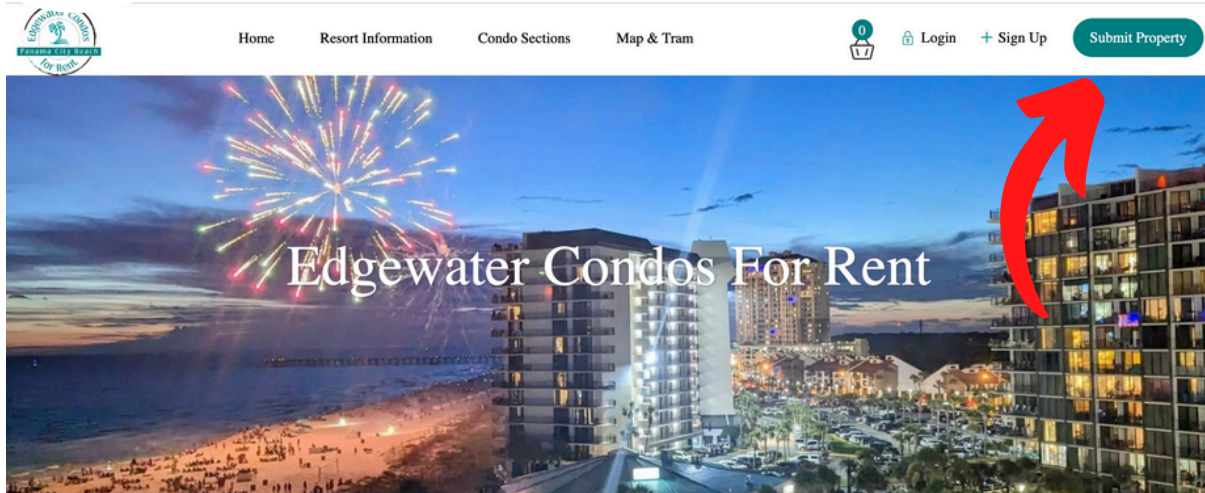 Edgewater Condos
Panama City Beach
For Rent
Home
Resort Information
Condo Sections
Map & Tram
0
Login
+ Sign Up
Submit Property
Edgewater Condos For Rent